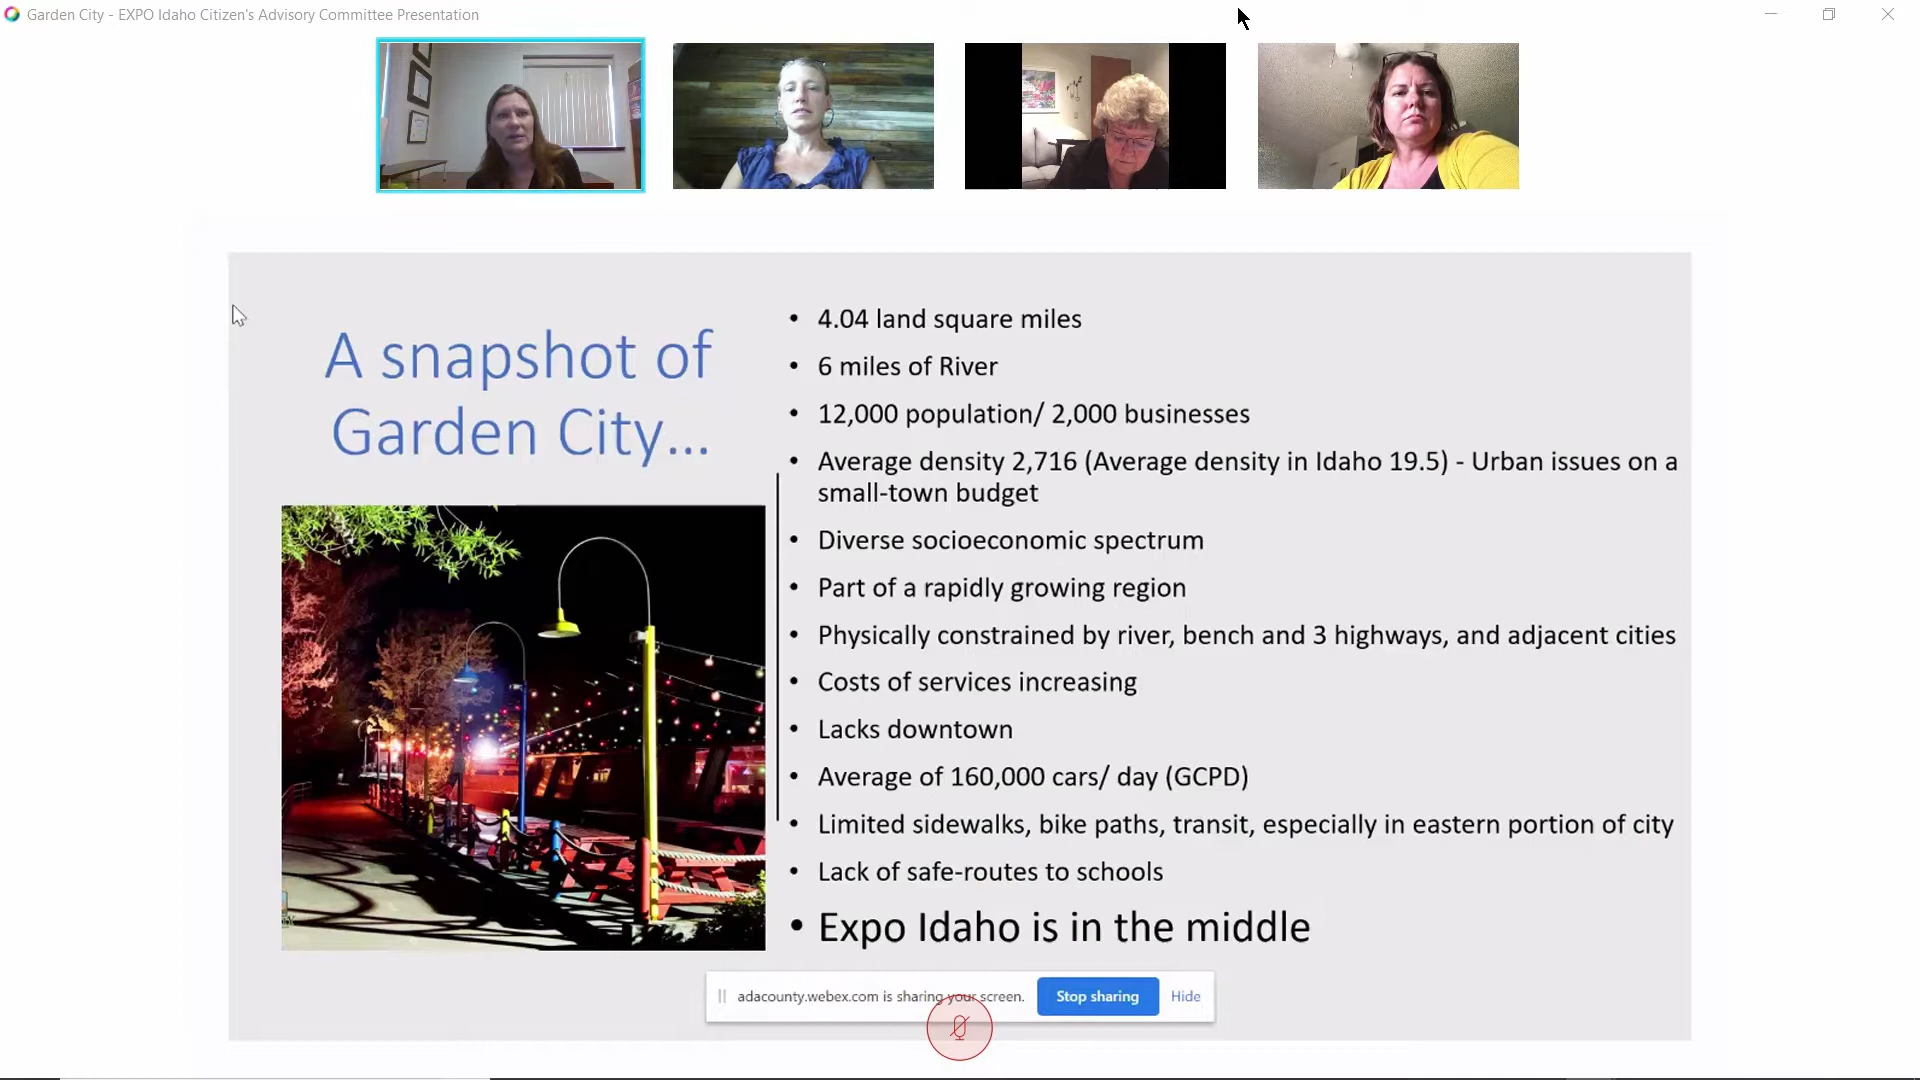 Garden City - EXPO Idaho Citizen's Advisory Committee Presentation
A snapshot of
Garden City...
• 4.04 land square miles
• 6 miles of River
• 12,000 population/ 2,000 businesses
• Average density 2,716 (Average density in Idaho 19.5) - Urban issues on a
small-town budget
• Diverse socioeconomic spectrum
• Part of a rapidly growing region
• Physically constrained by river, bench and 3 highways, and adjacent cities
• Costs of services increasing
• Lacks downtown
• Average of 160,000 cars/ day (GCPD)
• Limited sidewalks, bike paths, transit, especially in eastern portion of city
• Lack of safe-routes to schools
• Expo Idaho is in the middle
adacounty.webex.com is sharing your screen.
Stop sharing
Hide